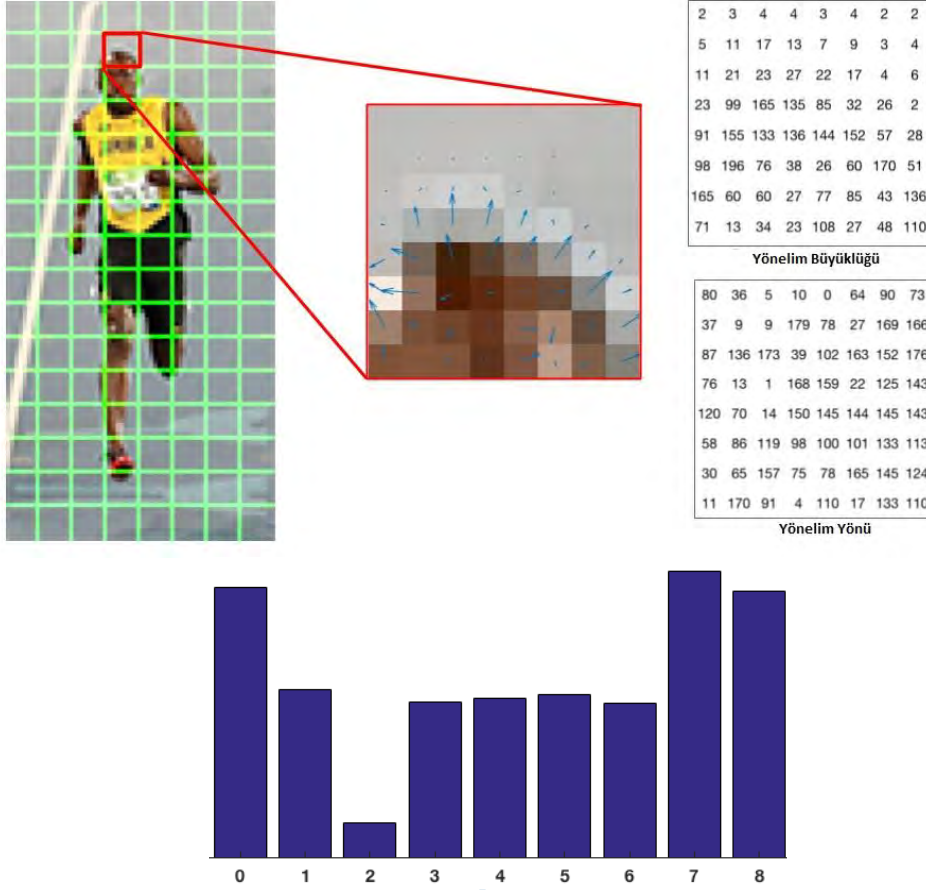 2 3 4 4 3 4 2 2
5 11 17 13 7 9 3 4
11 21 23 27 22 17 4 6
23 99 165 135 85 32 26 2
91 155 133 136 144 152 57 28
98 196 76 38 26 60 170 51
165 60 60 27 77 85 43 136
71 13 34 23 108 27 48 110
Yönelim Büyüklüğü
80 36 5 10 0 64 90 73
37 9 9 179 78 27 169 166
87 136 173 39 102 163 152 176
76 13 1 168 159 22 125 143
120 70 14 150 145 144 145 143
58 86 119 98 100 101 133 113
30 65 157 75 78 165 145 124
11 170 91 4 110 17 133 110
Yönelim Yönü
0 1 2 3 4 5 6 7 8